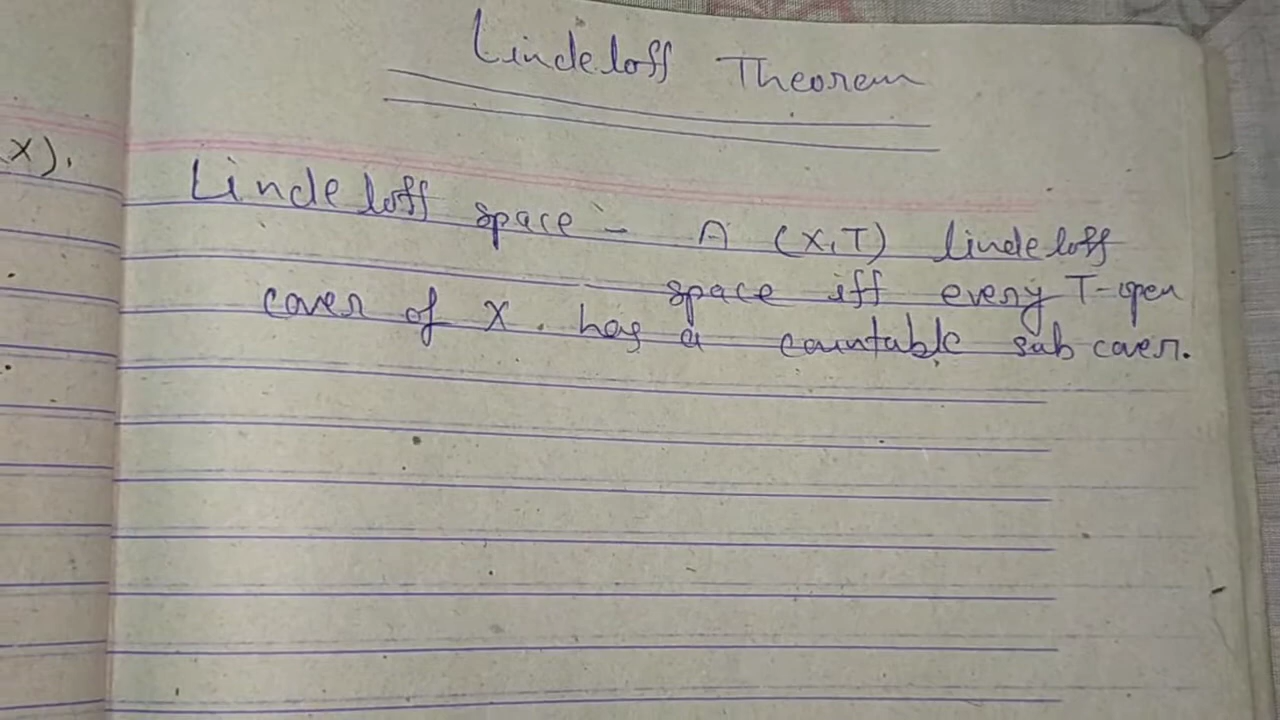 Lindeloff Theorem
x).
Lindeloff space :- A (X,T) lindeloff
space iff every T-open
cover of X . has a countable sub cover.